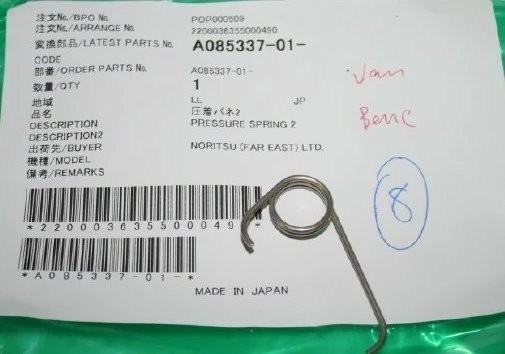 注文No./BPO No. POP000509
注文No./ARRANGE No. 2200036355000490
変換部品/LATEST PARTS No. A085337-01-
CODE
部番/ORDER PARTS No. A085337-01-
数量/QTY 1
地域 LL JP
品名 圧着バネ2
DESCRIPTION PRESSURE SPRING 2
DESCRIPTION2
出荷先/BUYER NORITSU (FAR EAST) LTD.
機種/MODEL
備考/REMARKS
8
*2200036355000049
*A085337-01-*
MADE IN JAPAN